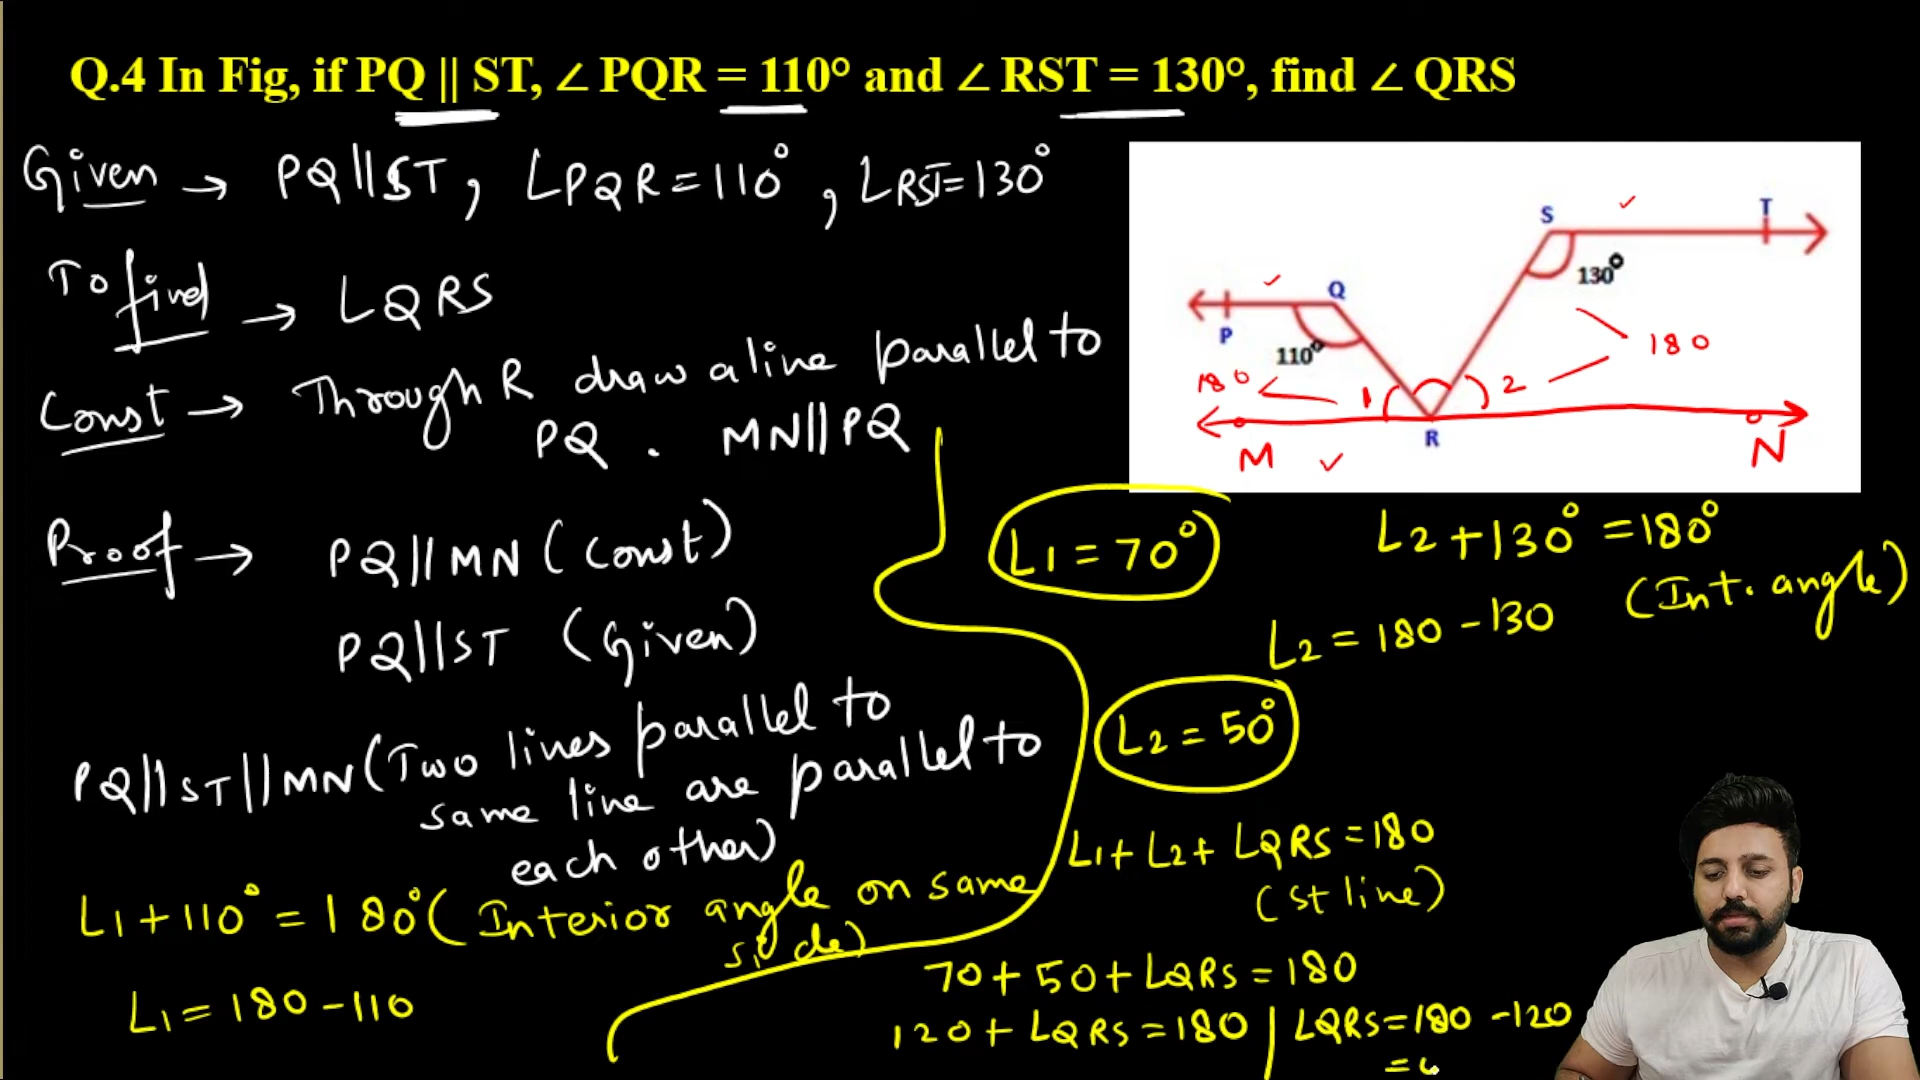 Q.4 In Fig, if PQ || ST, ∠ PQR = 110° and ∠ RST = 130°, find ∠ QRS
Given → PQ||ST, ∠PQR=110°, ∠RST=130°
To find → ∠QRS
Const → Through R draw a line parallel to
PQ. MN||PQ
Proof → PQ||MN (Const)
PQ||ST (Given)
PQ||ST||MN (Two lines parallel to
same line are parallel to
each other)
∠1+110°=180° (Interior angle on same
side)
∠1=180-110
S
T
130°
Q
P
110°
180
180
1
2
R
M
N
∠1=70°
∠2+130°=180°
(Int. angle)
∠2=180-130
∠2=50°
∠1+∠2+∠QRS=180
(st line)
70+50+∠QRS=180
120+∠QRS=180 | ∠QRS=180-120
=